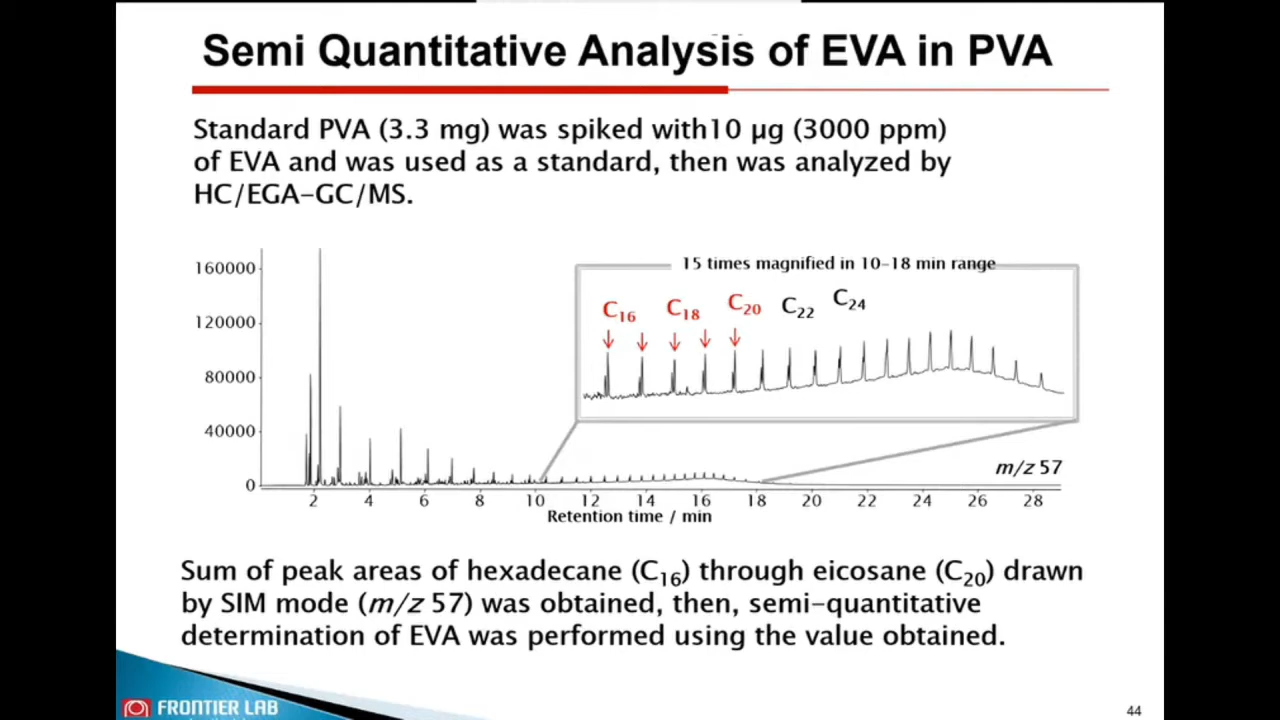 Semi Quantitative Analysis of EVA in PVA
Standard PVA (3.3 mg) was spiked with10 µg (3000 ppm)
of EVA and was used as a standard, then was analyzed by
HC/EGA–GC/MS.
15 times magnified in 10–18 min range
C16 C18 C20 C22 C24
160000
120000
80000
40000
0
m/z 57
2 4 6 8 10 12 14 16 18 20 22 24 26 28
Retention time / min
Sum of peak areas of hexadecane (C16) through eicosane (C20) drawn
by SIM mode (m/z 57) was obtained, then, semi–quantitative
determination of EVA was performed using the value obtained.
FRONTIER LAB
44